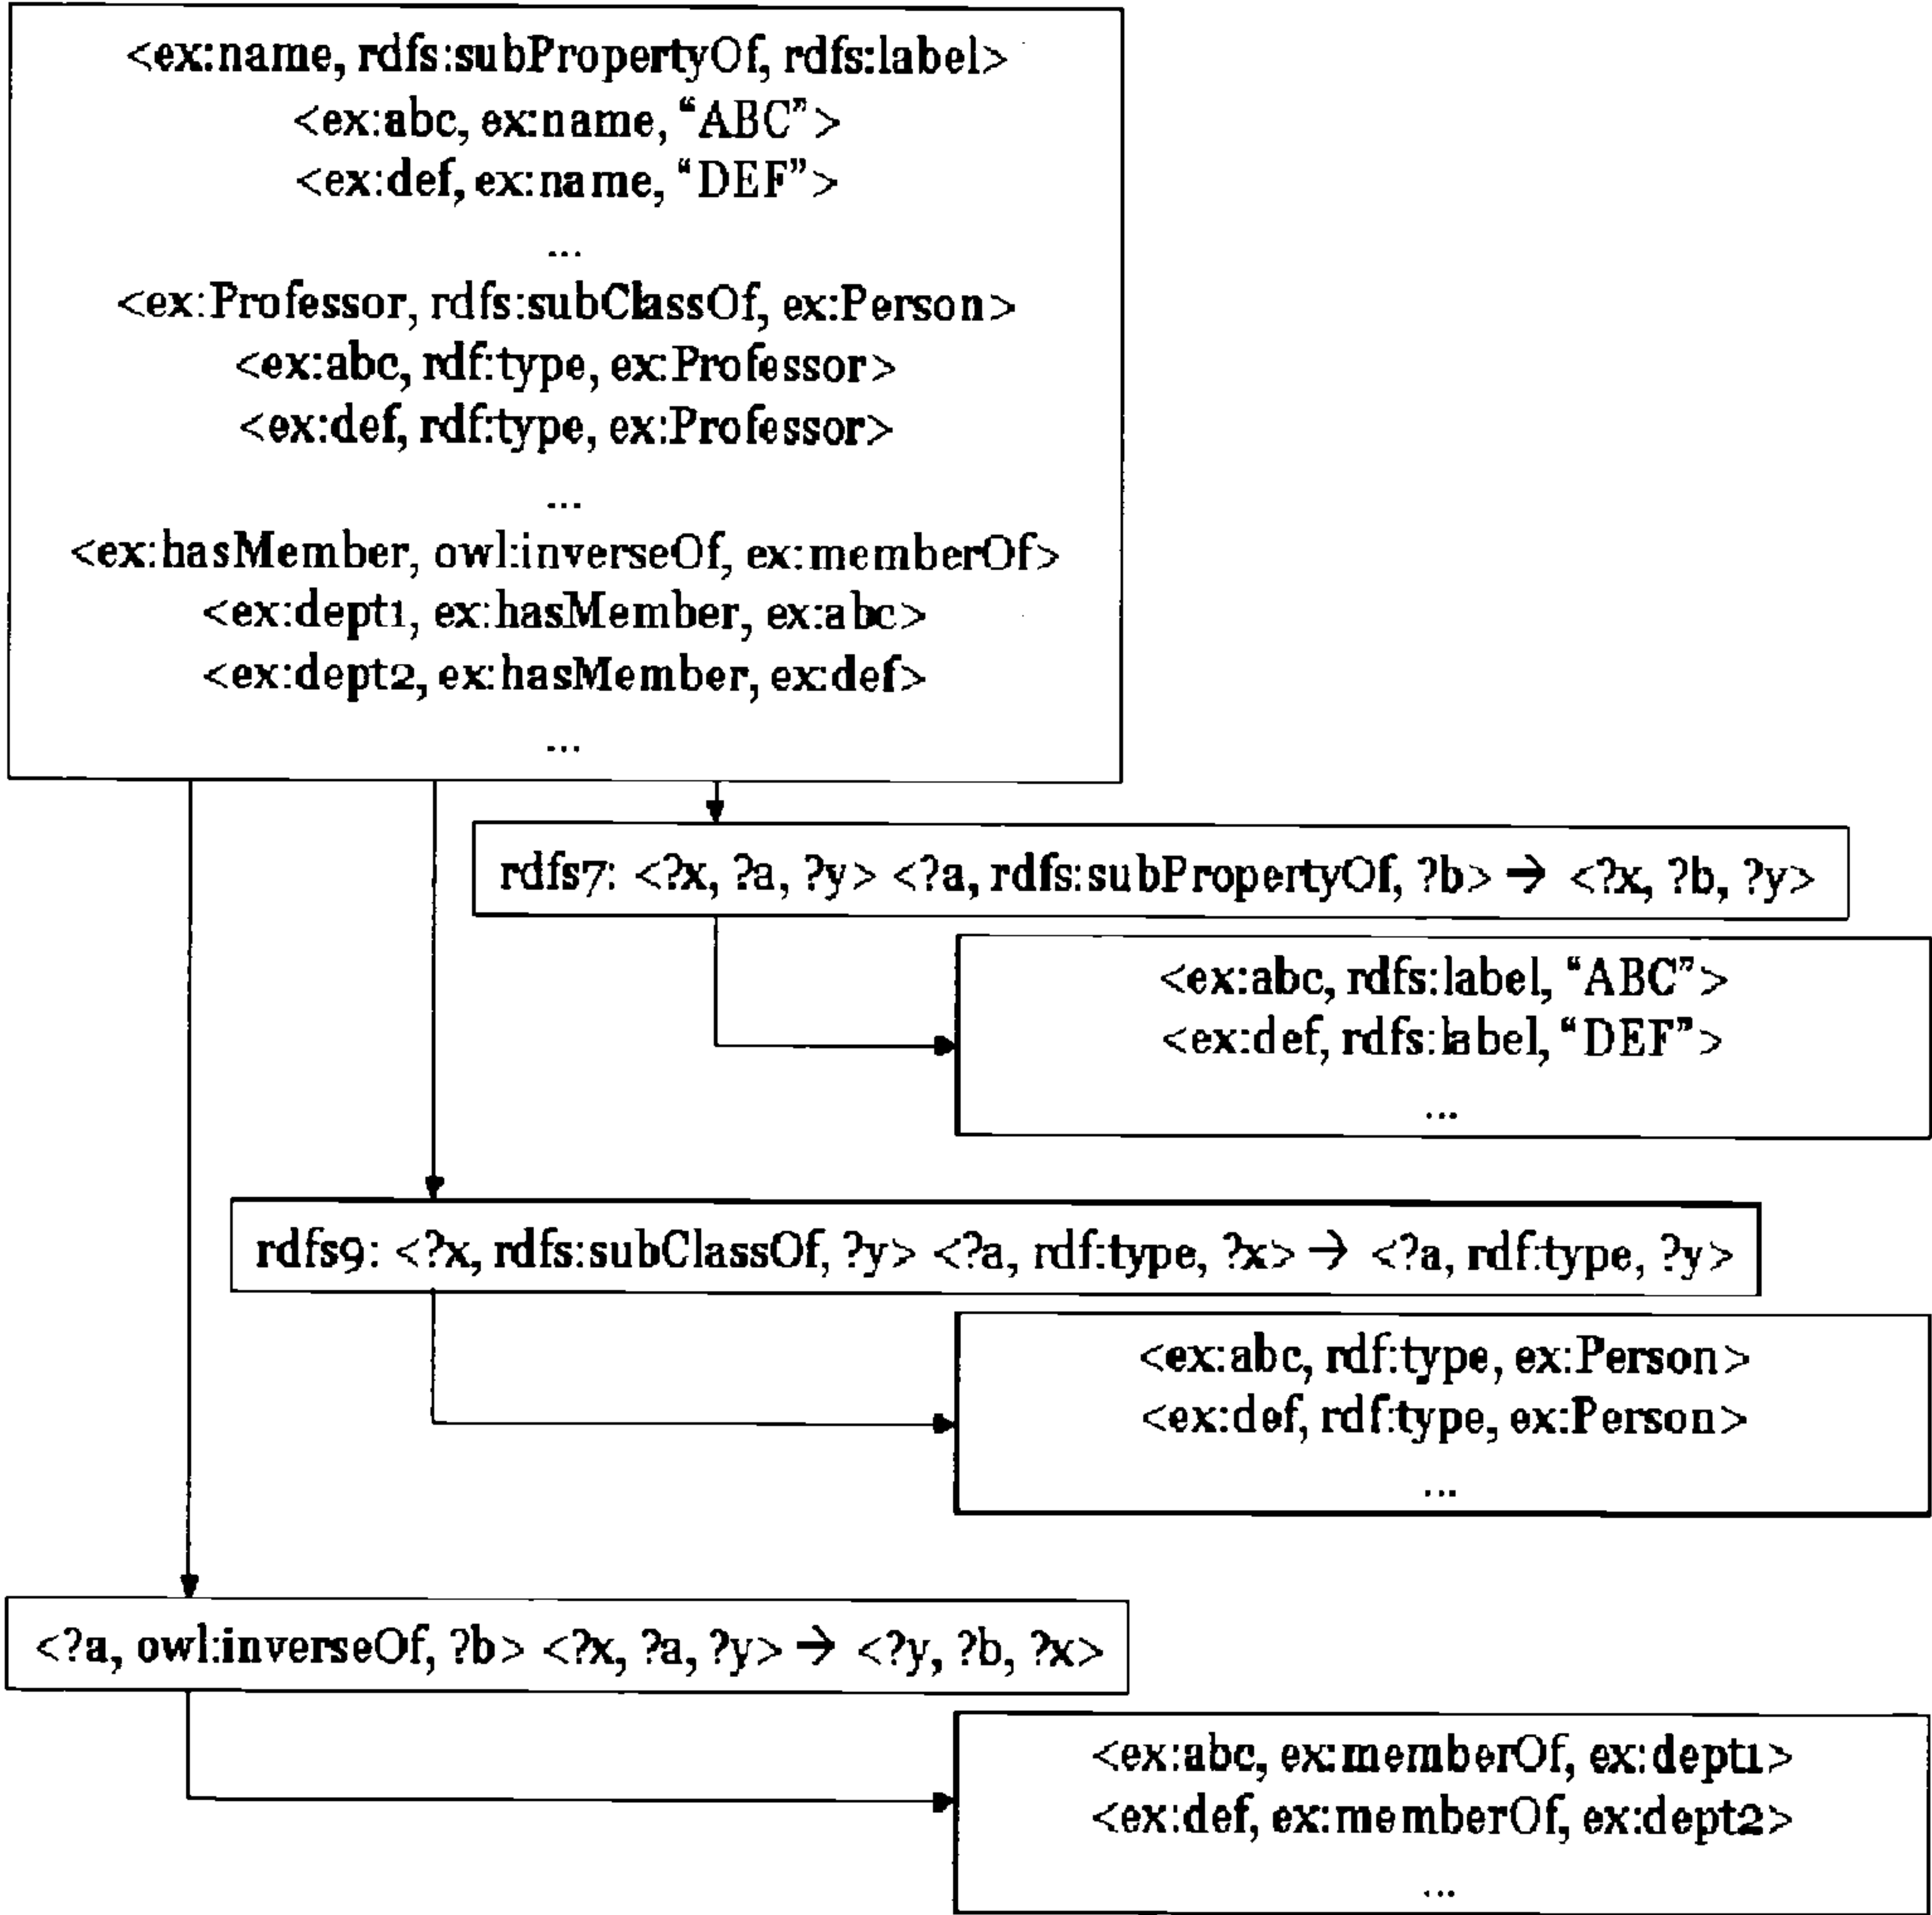 <ex:name, rdfs:subPropertyOf, rdfs:label>
<ex:abc, ex:name, “ABC”>
<ex:def, ex:name, “DEF”>
...
<ex:Professor, rdfs:subClassOf, ex:Person>
<ex:abc, rdf:type, ex:Professor>
<ex:def, rdf:type, ex:Professor>
...
<ex:hasMember, owl:inverseOf, ex:memberOf>
<ex:dept1, ex:hasMember, ex:abc>
<ex:dept2, ex:hasMember, ex:def>
...
rdfs7: <?x, ?a, ?y> <?a, rdfs:subPropertyOf, ?b> → <?x, ?b, ?y>
<ex:abc, rdfs:label, “ABC”>
<ex:def, rdfs:label, “DEF”>
...
rdfs9: <?x, rdfs:subClassOf, ?y> <?a, rdf:type, ?x> → <?a, rdf:type, ?y>
<ex:abc, rdf:type, ex:Person>
<ex:def, rdf:type, ex:Person>
...
<?a, owl:inverseOf, ?b> <?x, ?a, ?y> → <?y, ?b, ?x>
<ex:abc, ex:memberOf, ex:dept1>
<ex:def, ex:memberOf, ex:dept2>
...